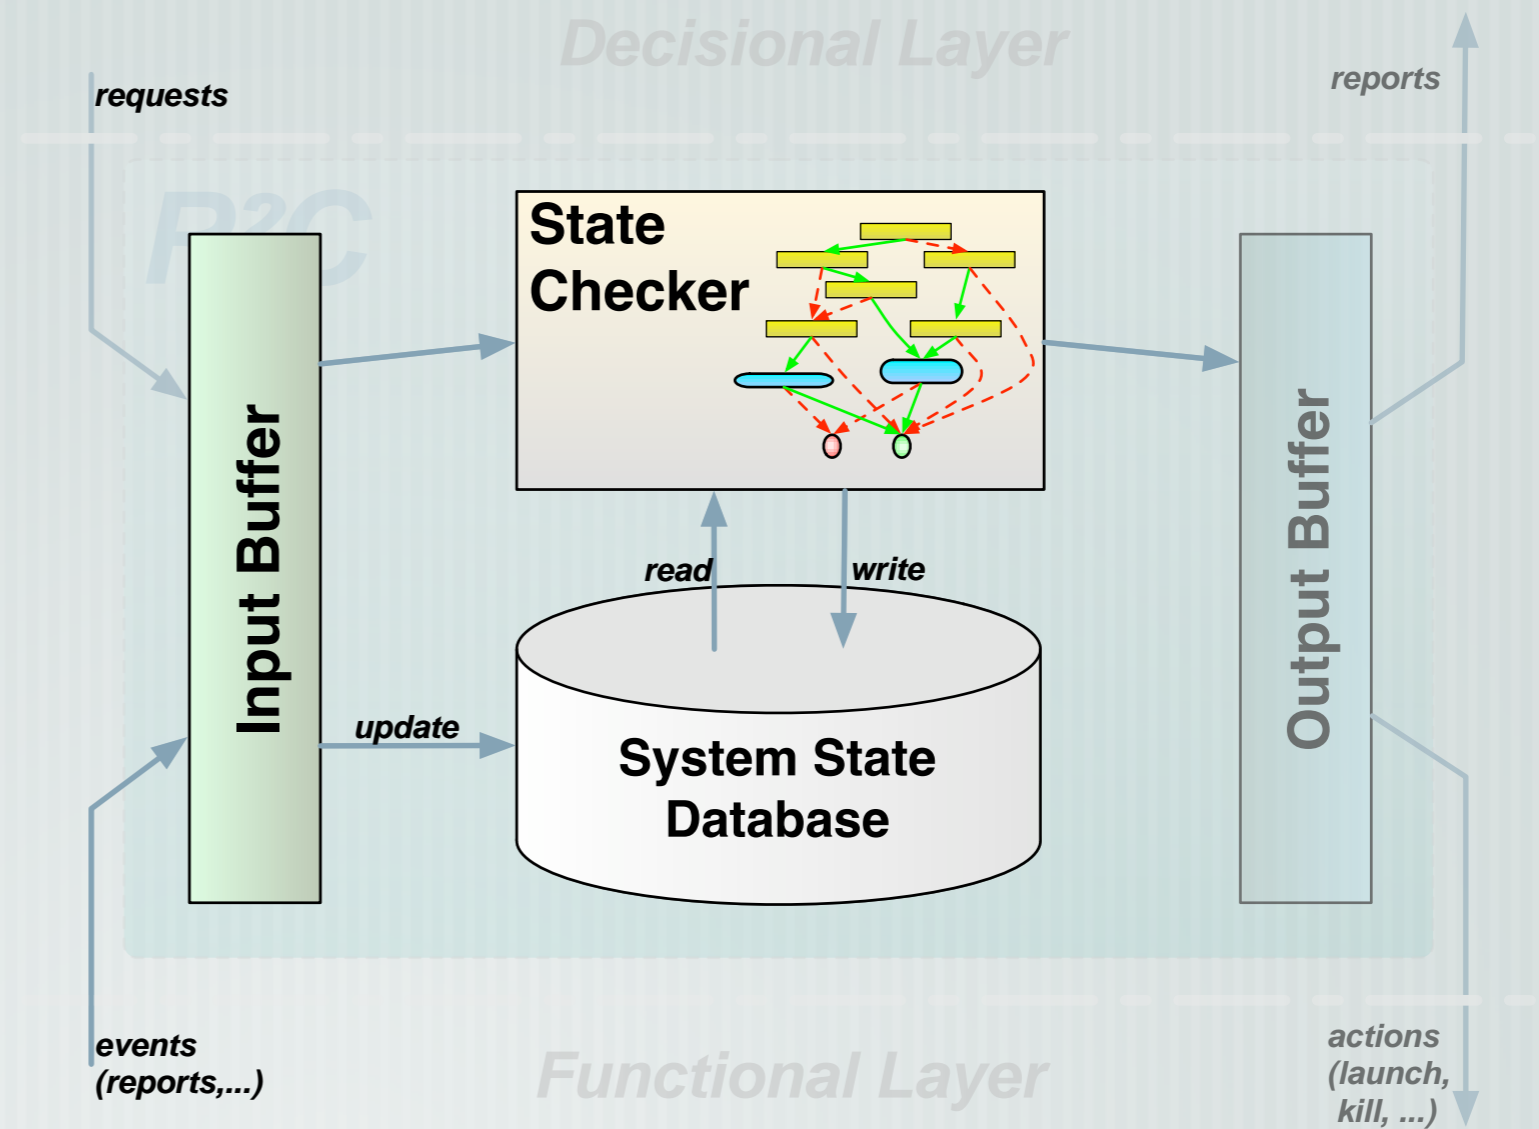 Decisional Layer
requests
reports
R²C
State
Checker
Input Buffer
Output Buffer
read
write
update
System State
Database
events
(reports,...)
actions
(launch,
kill, ...)
Functional Layer